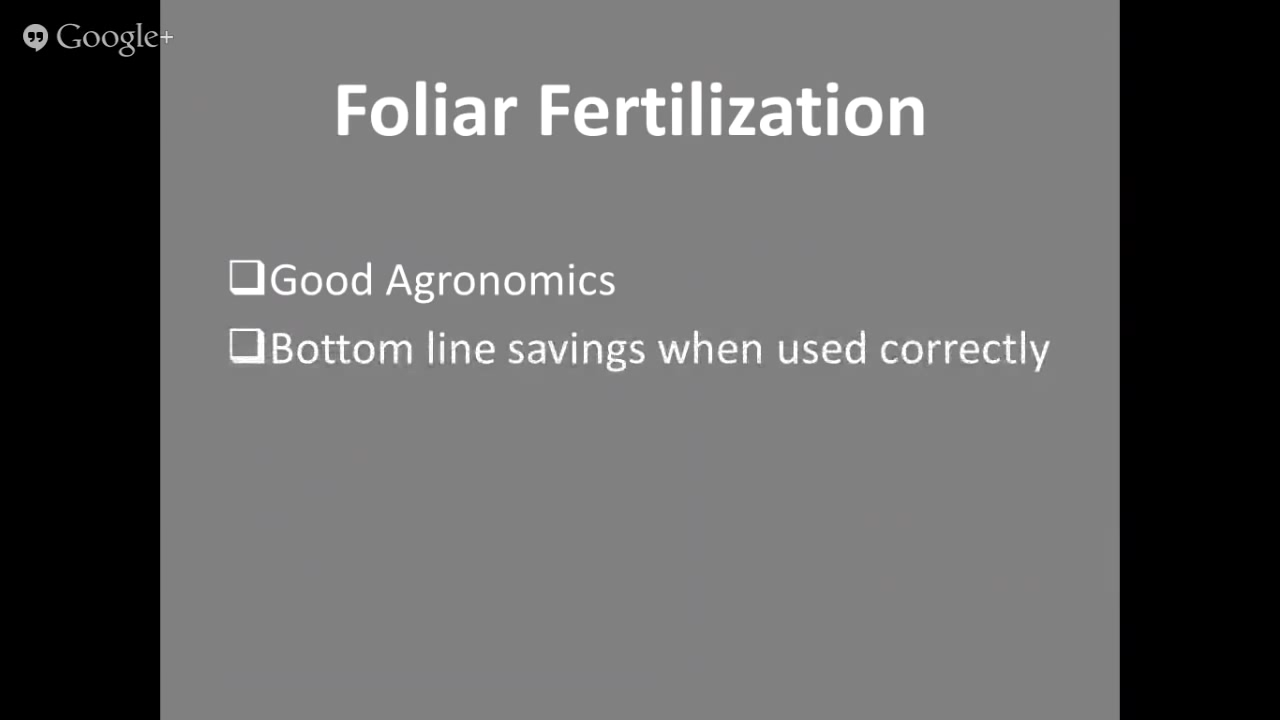 Google+
Foliar Fertilization
Good Agronomics
Bottom line savings when used correctly